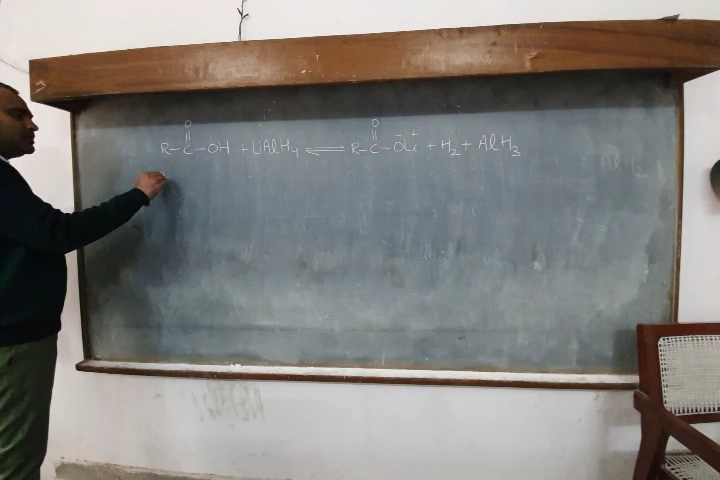 O O
R-C-OH + LiAlH4 ⇌ R-C-O⁻Li⁺ + H2 + AlH3